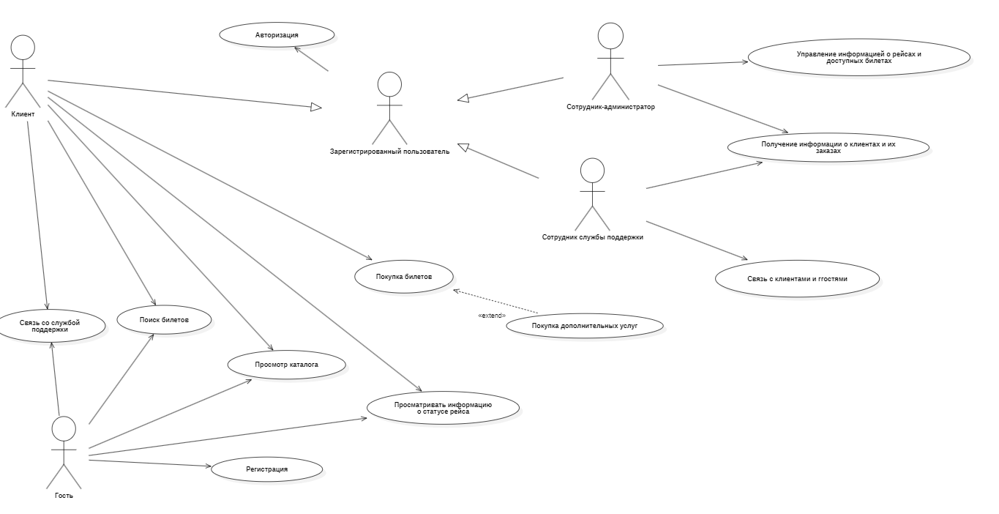 Авторизация
Управление информацией о рейсах и
доступных билетах
Сотрудник-администратор
Клиент
Получение информации о клиентах и их
заказах
Зарегистрированный пользователь
Сотрудник службы поддержки
Покупка билетов
Связь с клиентами и ггостями
«extend»
Покупка дополнительных услуг
Связь со службой
поддержки
Поиск билетов
Просмотр каталога
Просматривать информацию
о статусе рейса
Регистрация
Гость